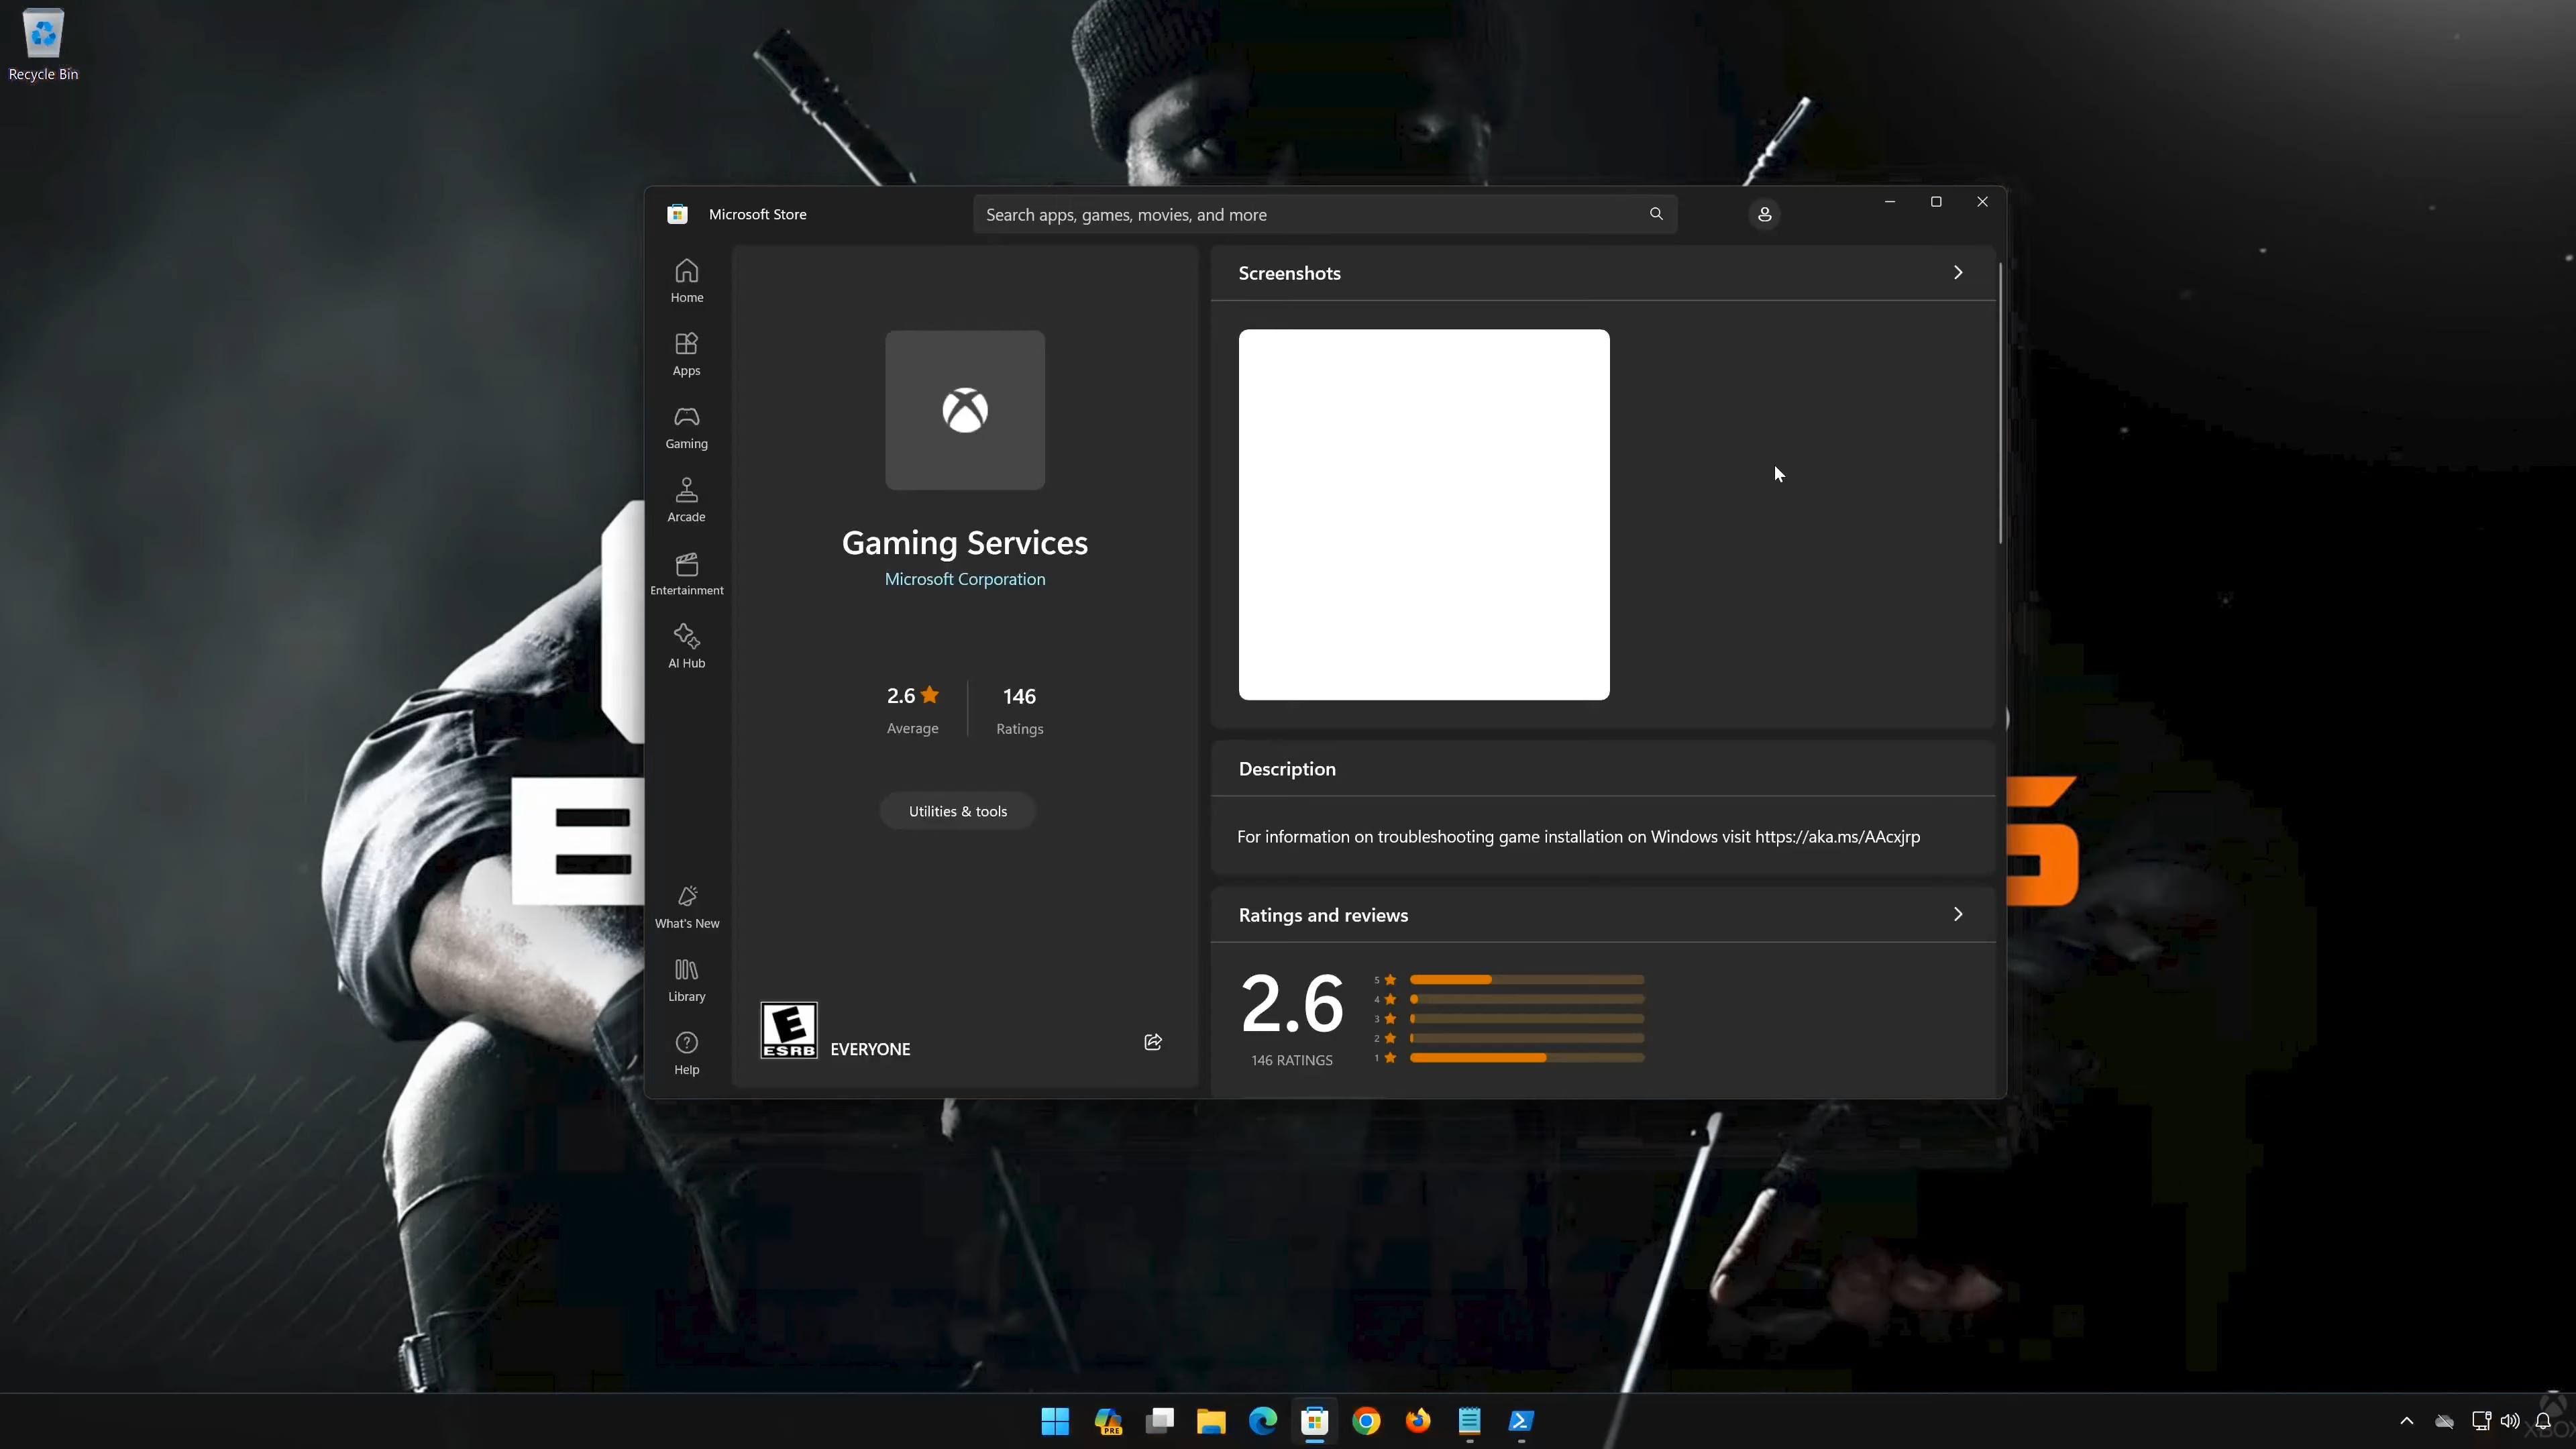 Recycle Bin
Microsoft Store
Search apps, games, movies, and more
Home
Apps
Gaming
Arcade
Entertainment
AI Hub
What's New
Library
Help
Gaming Services
Microsoft Corporation
2.6
Average
146
Ratings
Utilities & tools
E
ESRB
EVERYONE
Screenshots
Description
For information on troubleshooting game installation on Windows visit https://aka.ms/AAcxjrp
Ratings and reviews
2.6
146 RATINGS
5
4
3
2
1
PRE
XBOX